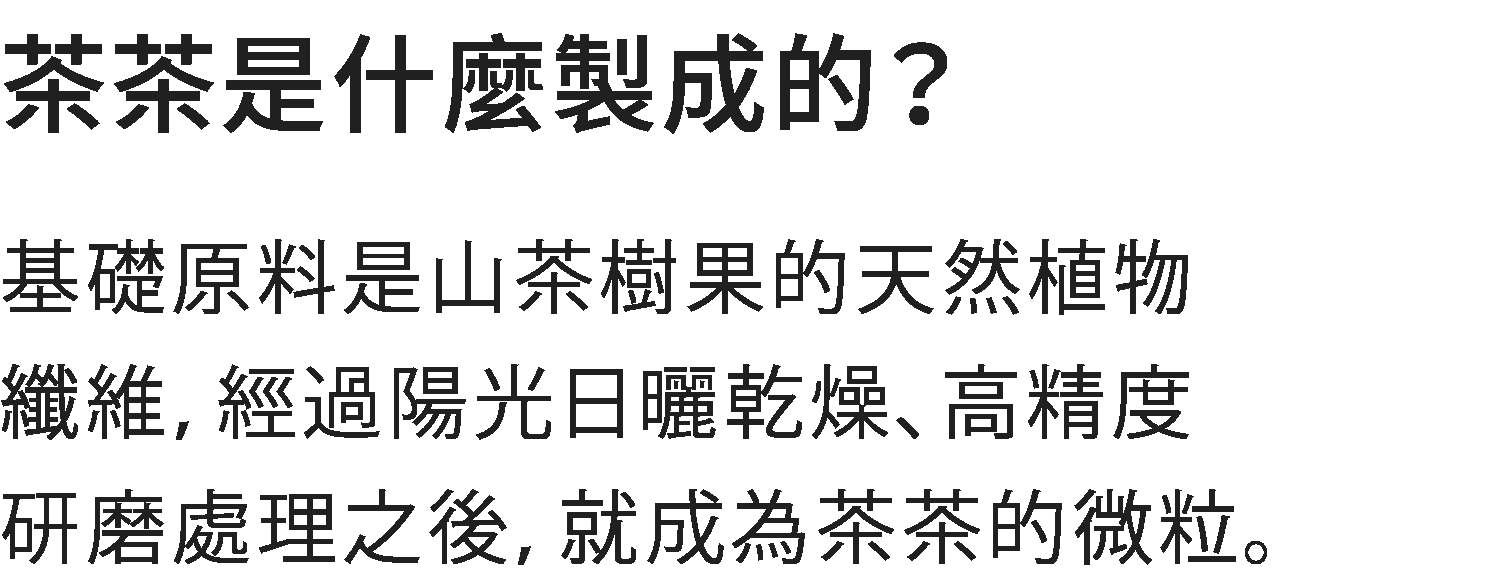 茶茶是什麼製成的？
基礎原料是山茶樹果的天然植物
纖維，經過陽光日曬乾燥、高精度
研磨處理之後，就成為茶茶的微粒。